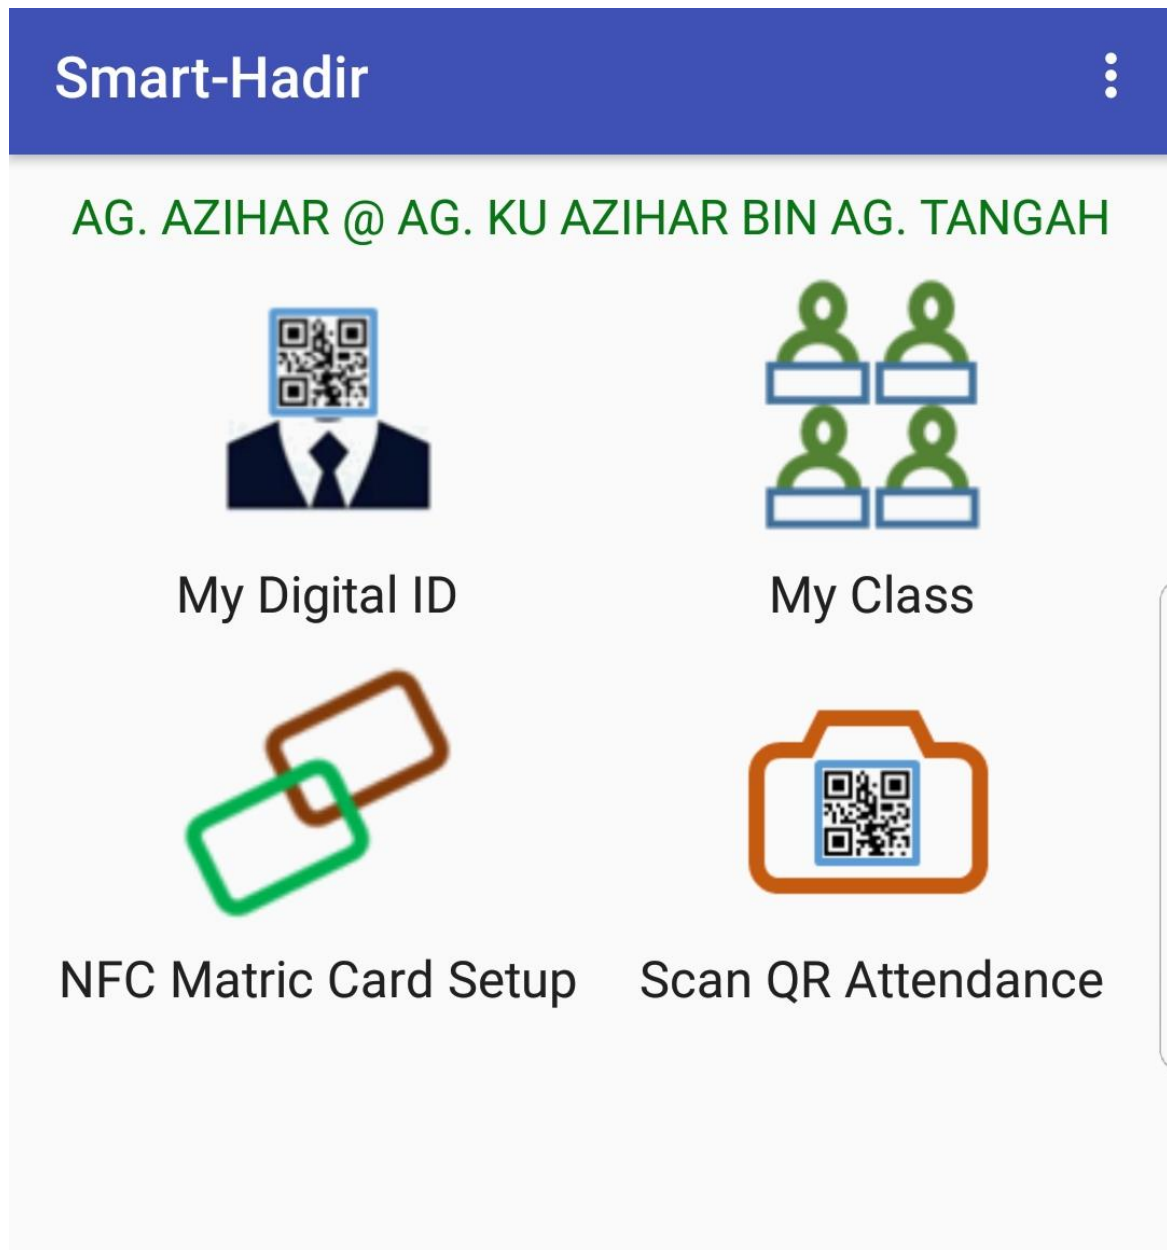 Smart-Hadir
AG. AZIHAR @ AG. KU AZIHAR BIN AG. TANGAH
My Digital ID
My Class
NFC Matric Card Setup
Scan QR Attendance